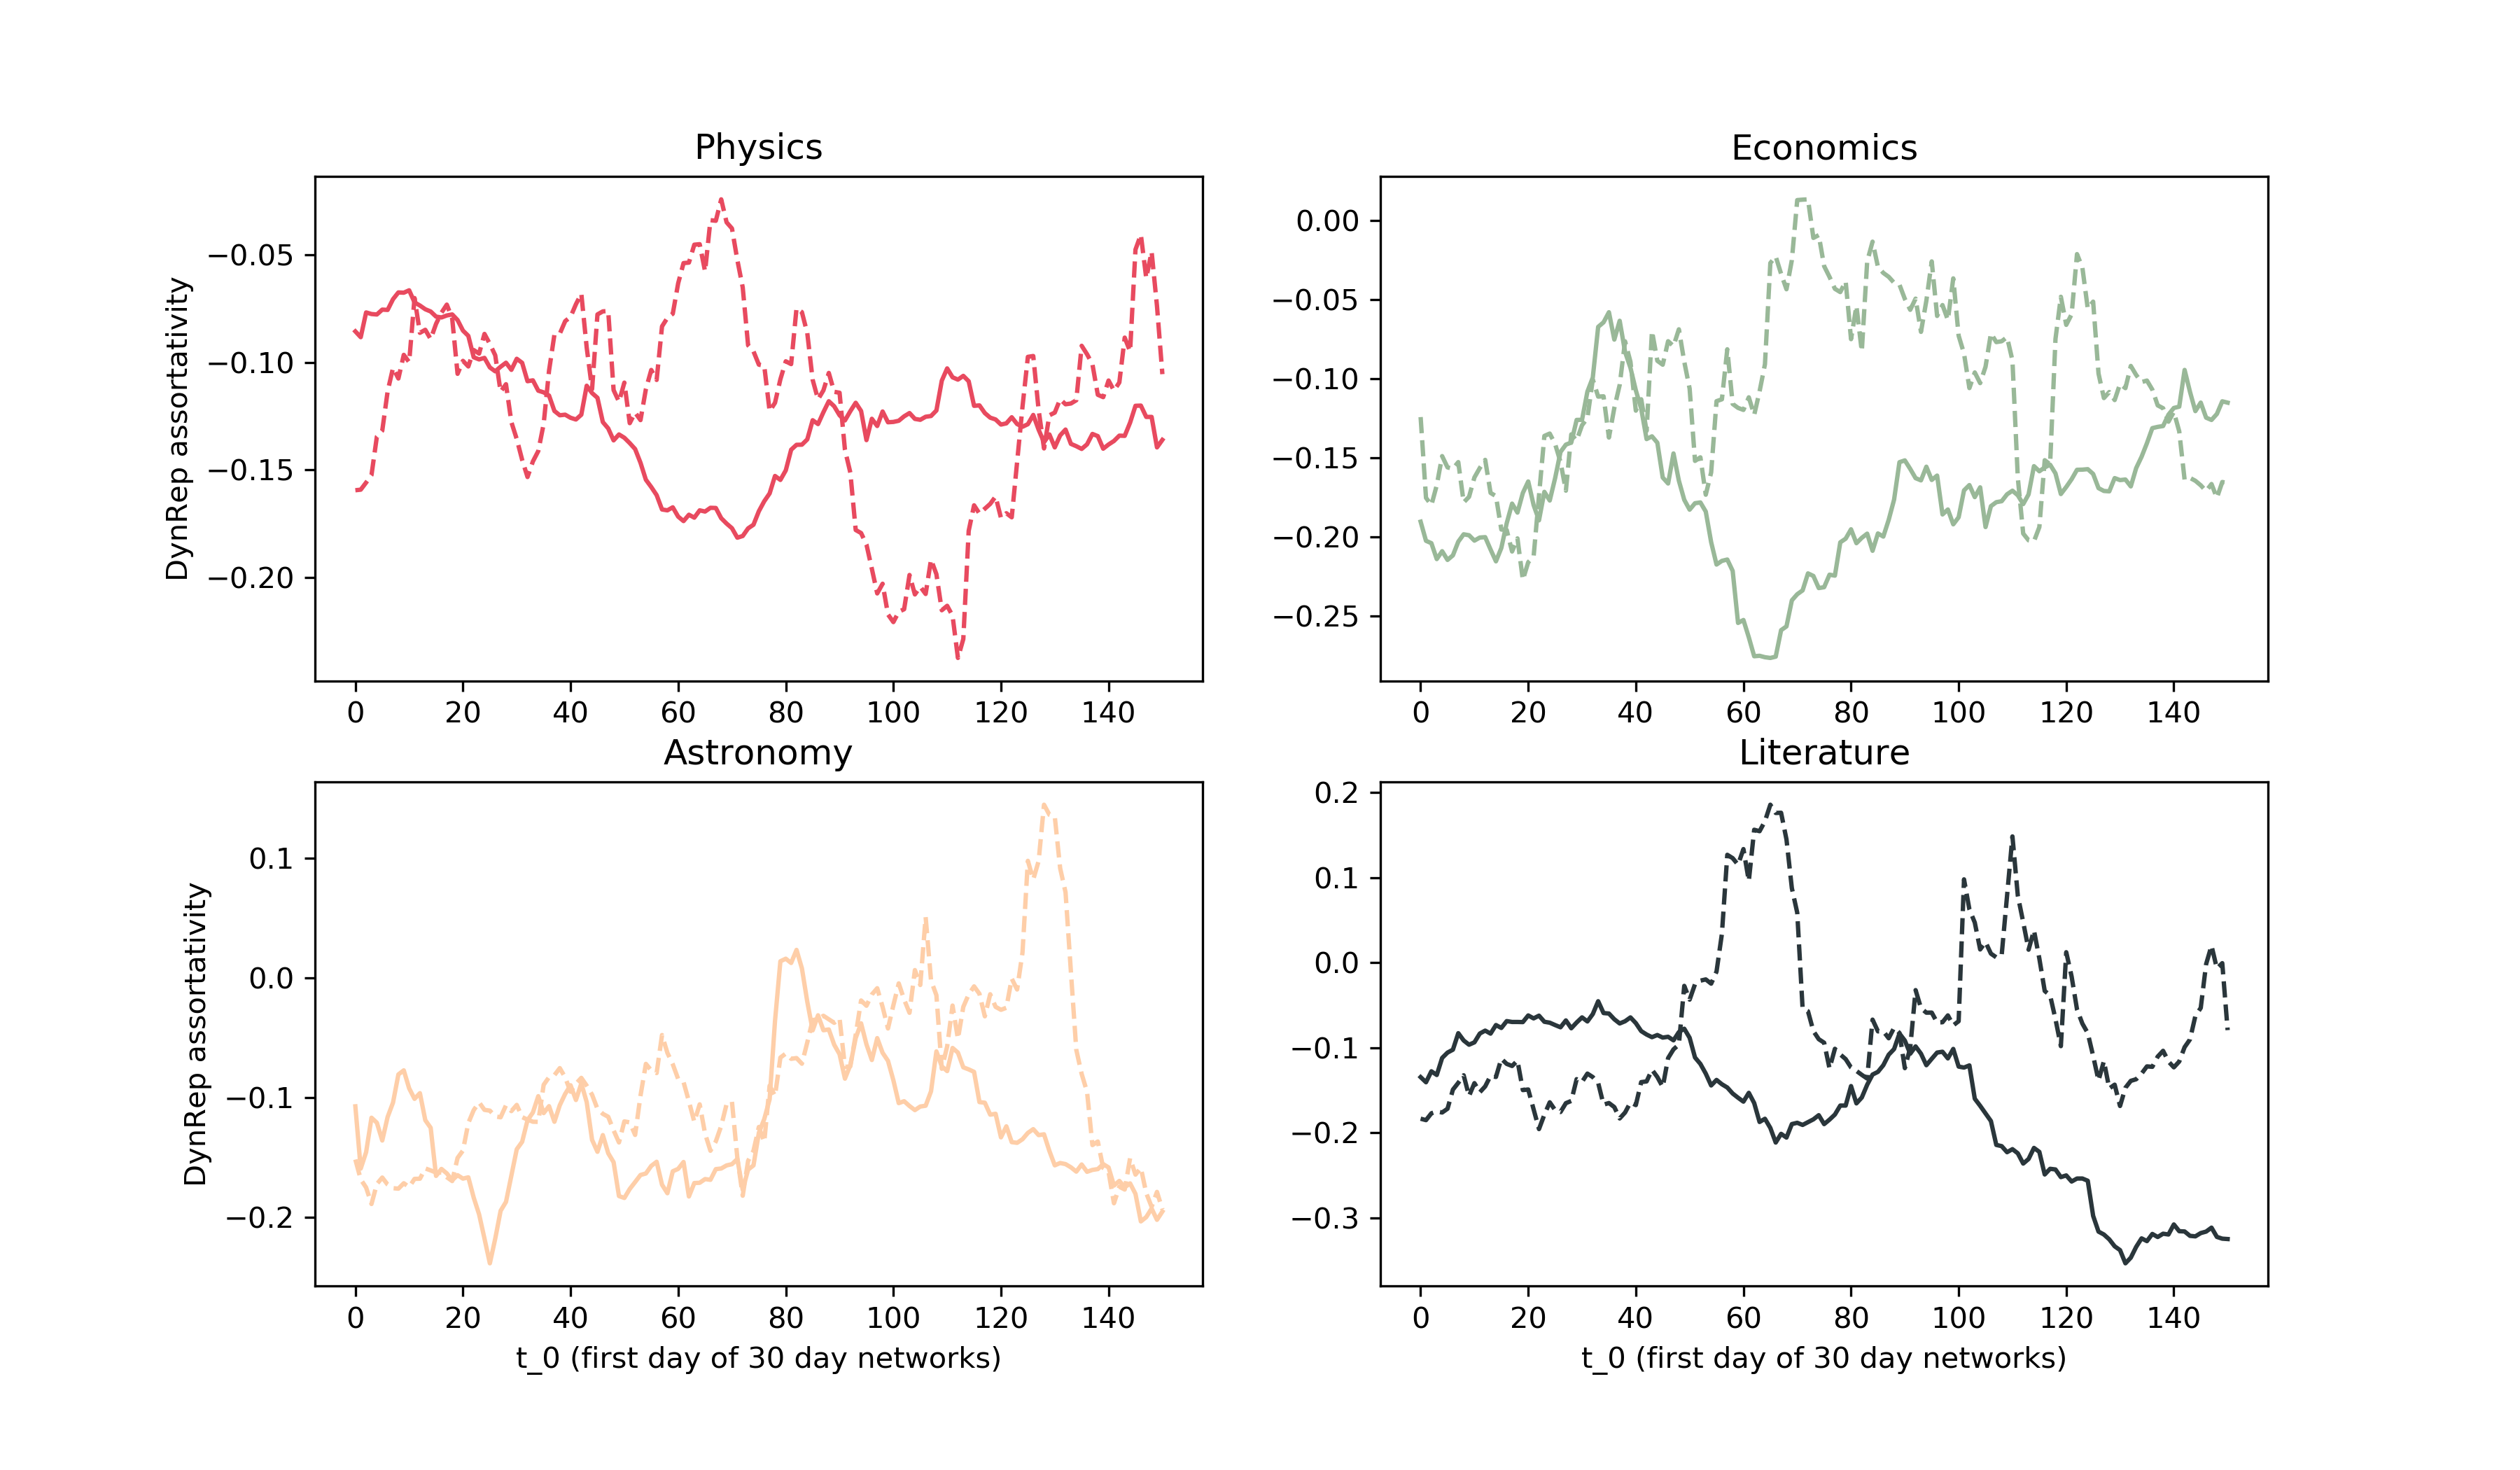 Physics
DynRep assortativity
−0.05
−0.10
−0.15
−0.20
0 20 40 60 80 100 120 140
Economics
0.00
−0.05
−0.10
−0.15
−0.20
−0.25
0 20 40 60 80 100 120 140
Astronomy
DynRep assortativity
0.1
0.0
−0.1
−0.2
0 20 40 60 80 100 120 140
t_0 (first day of 30 day networks)
Literature
0.2
0.1
0.0
−0.1
−0.2
−0.3
0 20 40 60 80 100 120 140
t_0 (first day of 30 day networks)